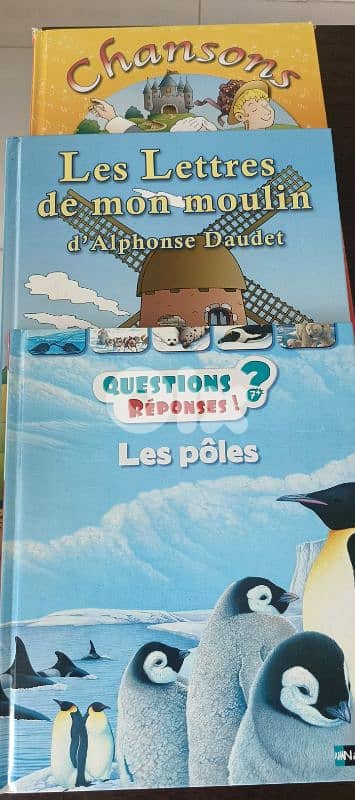 Chansons
Les Lettres
de mon moulin
d'Alphonse Daudet
QUESTIONS ?
RÉPONSES ! 7+
Les pôles